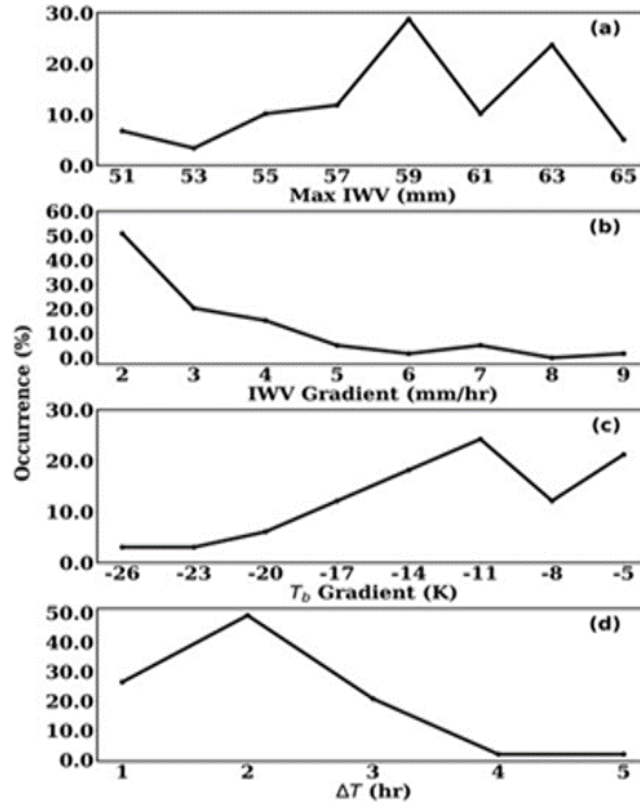 30.0
20.0
10.0
0.0
(a)
51 53 55 57 59 61 63 65
Max IWV (mm)
60.0
50.0
40.0
30.0
20.0
10.0
0.0
(b)
2 3 4 5 6 7 8 9
IWV Gradient (mm/hr)
Occurrence (%)
30.0
20.0
10.0
0.0
(c)
-26 -23 -20 -17 -14 -11 -8 -5
T_b Gradient (K)
50.0
40.0
30.0
20.0
10.0
0.0
(d)
1 2 3 4 5
ΔT (hr)